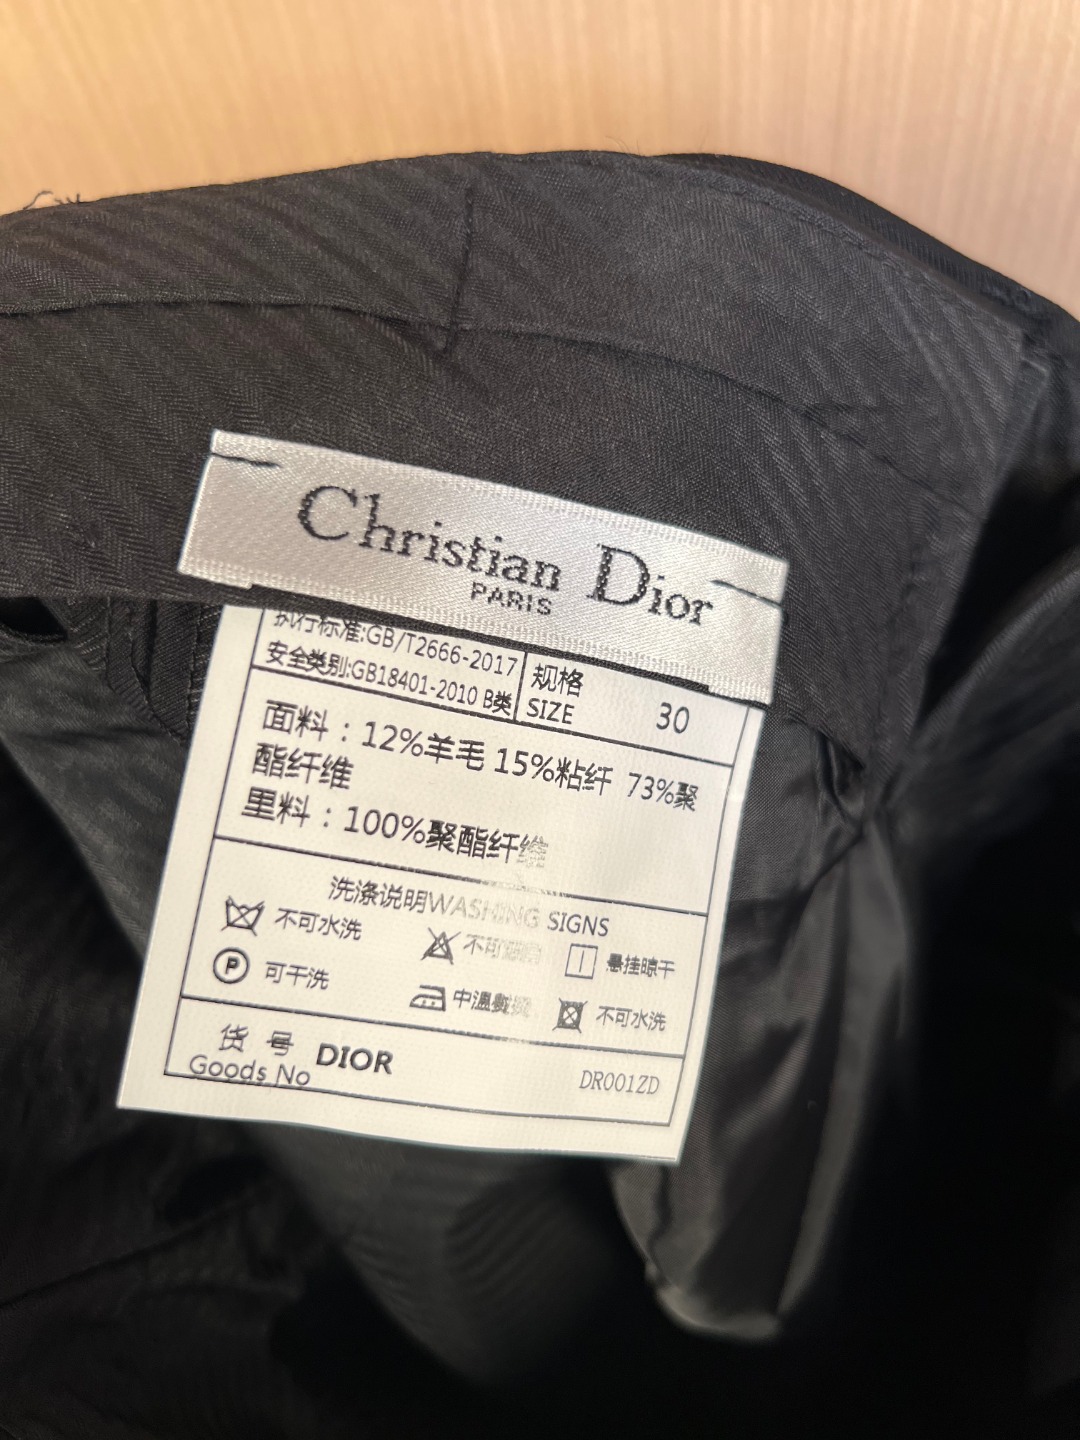 Christian Dior
PARIS
执行标准:GB/T2666-2017
安全类别:GB18401-2010 B类
规格
SIZE 30
面料：12%羊毛 15%粘纤 73%聚
酯纤维
里料：100%聚酯纤维
洗涤说明WASHING SIGNS
不可水洗 不可 悬挂晾干
P 可干洗 中温 不可水洗
货号 DIOR
Goods No DR001ZD